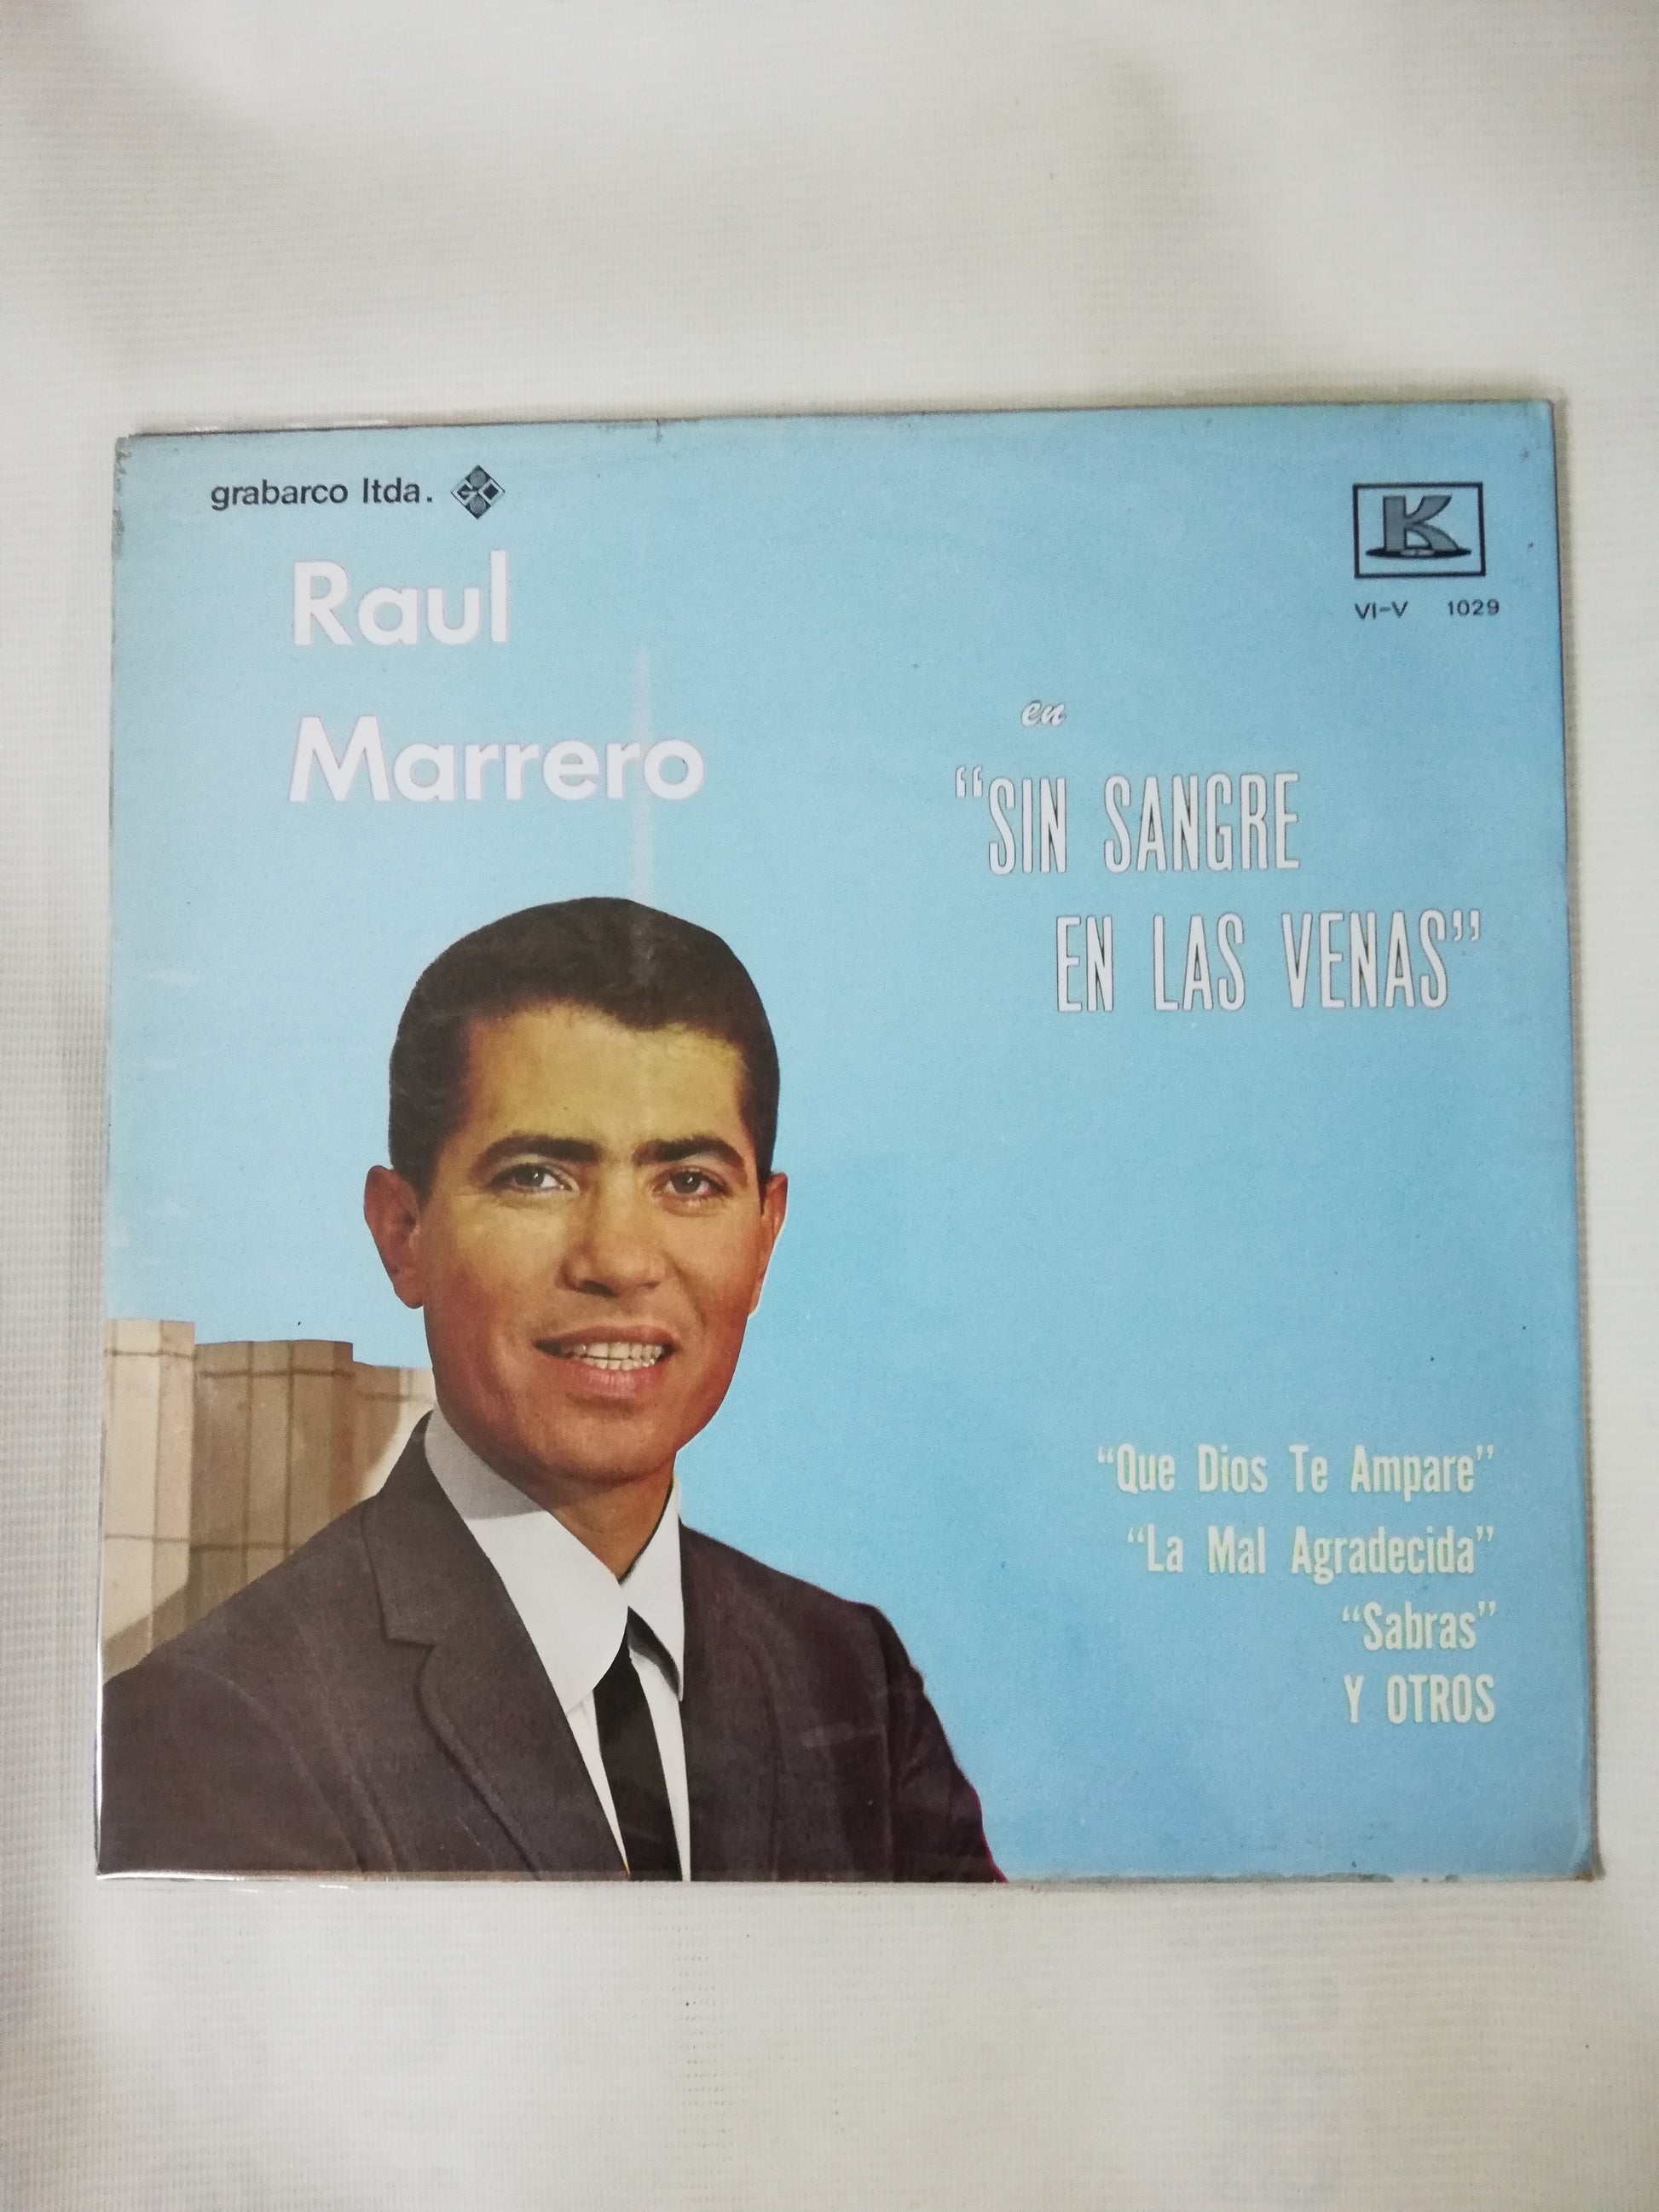 grabarco ltda.
Raul
Marrero
K
VI-V 1029
en
“SIN SANGRE
EN LAS VENAS”
“Que Dios Te Ampare”
“La Mal Agradecida”
“Sabras”
Y OTROS